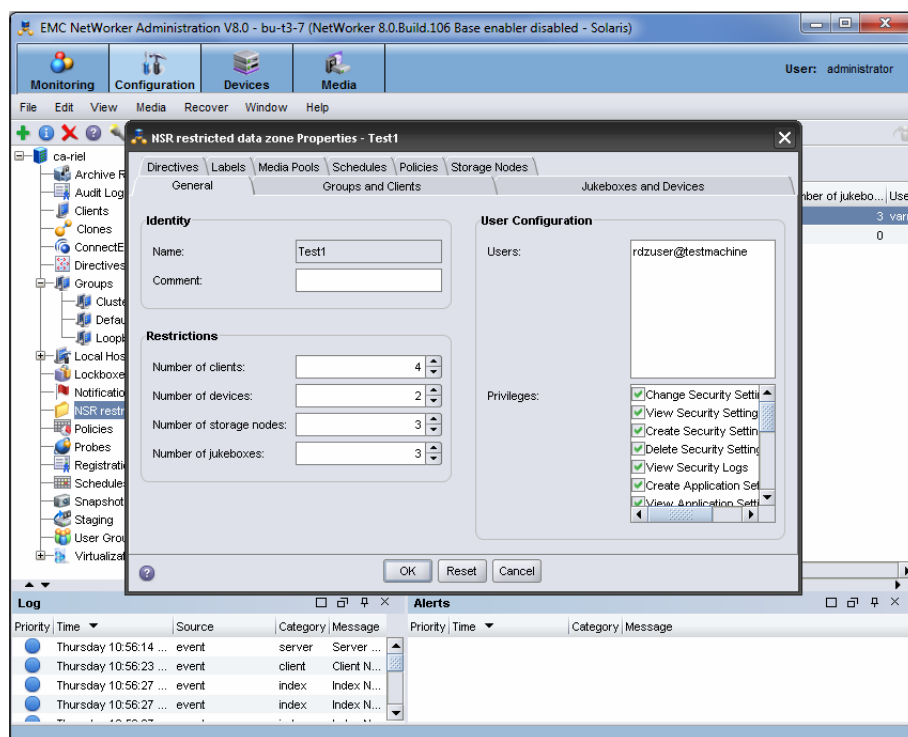 EMC NetWorker Administration V8.0 - bu-t3-7 (NetWorker 8.0.Build.106 Base enabler disabled - Solaris)
Monitoring Configuration Devices Media
User: administrator
File Edit View Media Recover Window Help
NSR restricted data zone Properties - Test1
Directives Labels Media Pools Schedules Policies Storage Nodes
General Groups and Clients Jukeboxes and Devices
Identity
Name: Test1
Comment:
Restrictions
Number of clients: 4
Number of devices: 2
Number of storage nodes: 3
Number of jukeboxes: 3
User Configuration
Users: rdzuser@testmachine
Privileges:
Change Security Setti
View Security Setting
Create Security Settin
Delete Security Setting
View Security Logs
Create Application Set
View Application Setti
OK Reset Cancel
ca-riel
Archive R
Audit Log
Clients
Clones
ConnectE
Directives
Groups
Cluste
Defau
Loopl
Local Hos
Lockboxe
Notificatio
NSR restr
Policies
Probes
Registrati
Schedules
Snapshot
Staging
User Grou
Virtualizat
nber of jukebo... Use
3 vari
0
Log
Priority Time Source Category Message
Thursday 10:56:14 ... event server Server ...
Thursday 10:56:23 ... event client Client N...
Thursday 10:56:27 ... event index Index N...
Thursday 10:56:27 ... event index Index N...
Alerts
Priority Time Category Message